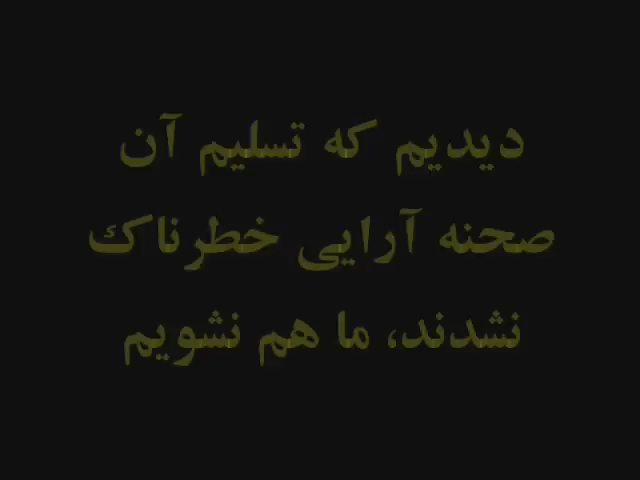 دیدیم که تسلیم آن
صحنه آرایی خطرناک
نشدند، ما هم نشویم